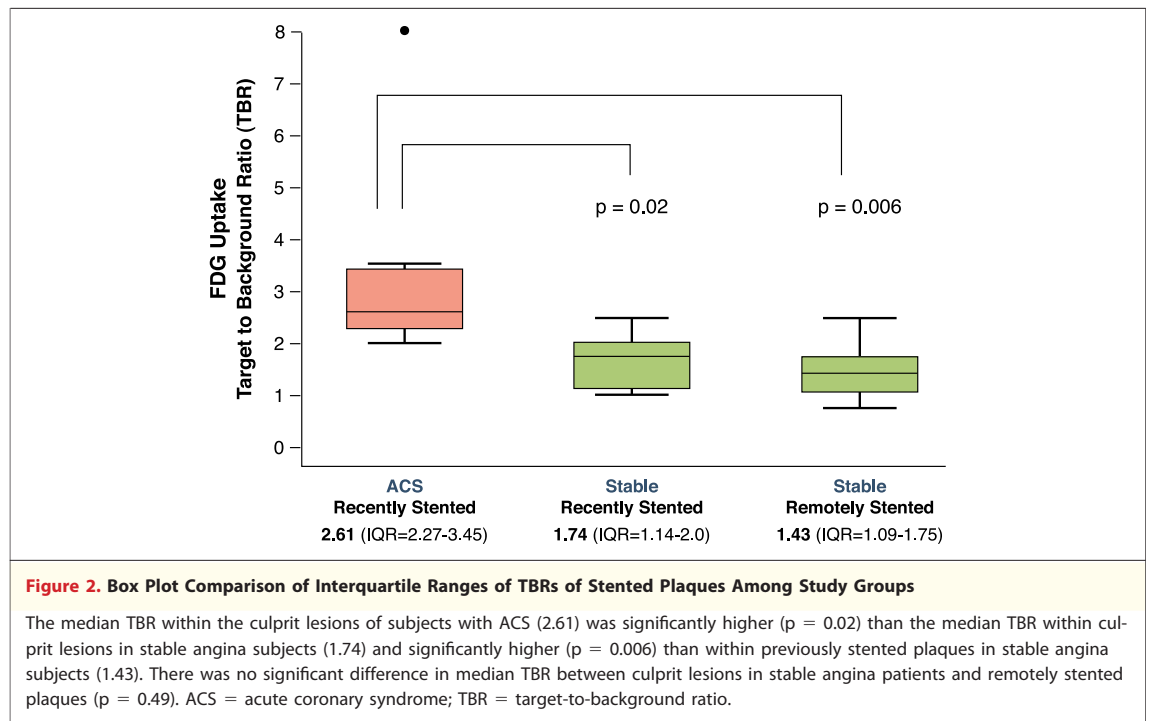 8
7
6
5
4
3
2
1
0
FDG Uptake
Target to Background Ratio (TBR)
p = 0.02
p = 0.006
ACS
Recently Stented
2.61 (IQR=2.27-3.45)
Stable
Recently Stented
1.74 (IQR=1.14-2.0)
Stable
Remotely Stented
1.43 (IQR=1.09-1.75)
Figure 2. Box Plot Comparison of Interquartile Ranges of TBRs of Stented Plaques Among Study Groups
The median TBR within the culprit lesions of subjects with ACS (2.61) was significantly higher (p = 0.02) than the median TBR within cul-
prit lesions in stable angina subjects (1.74) and significantly higher (p = 0.006) than within previously stented plaques in stable angina
subjects (1.43). There was no significant difference in median TBR between culprit lesions in stable angina patients and remotely stented
plaques (p = 0.49). ACS = acute coronary syndrome; TBR = target-to-background ratio.